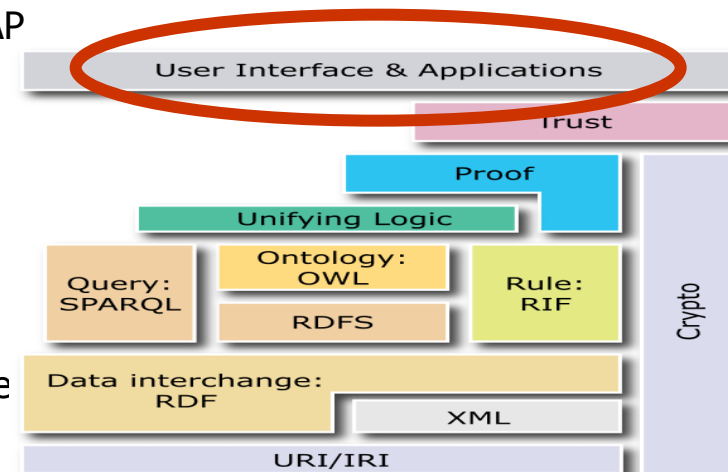 AP
User Interface & Applications
Trust
Proof
Unifying Logic
Query:
SPARQL
Ontology:
OWL
RDFS
Rule:
RIF
Crypto
e
Data interchange:
RDF
XML
URI/IRI